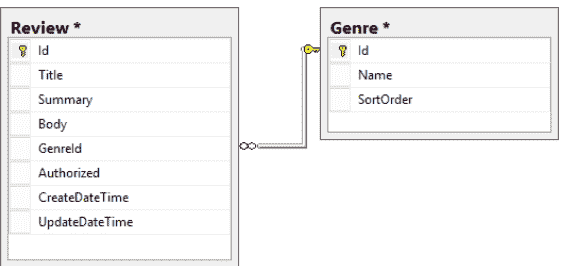 Review *
Id
Title
Summary
Body
GenreId
Authorized
CreateDateTime
UpdateDateTime
Genre *
Id
Name
SortOrder